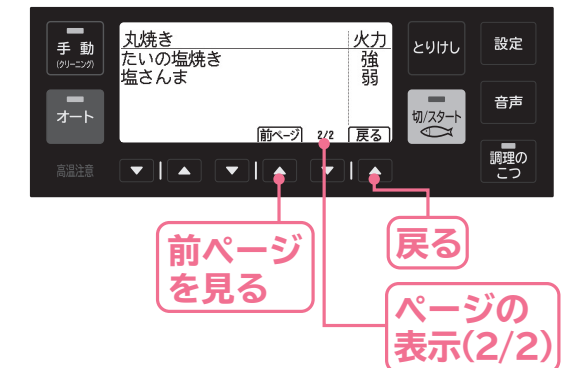 手動
(クリーニング)
オート
高温注意
丸焼き 火力
たいの塩焼き 強
塩さんま 弱
前ページ 2/2 戻る
とりけし
切/スタート
設定
音声
調理の
こつ
▼ ▲ ▼ ▲ ▼ ▲
前ページ
を見る
戻る
ページの
表示(2/2)